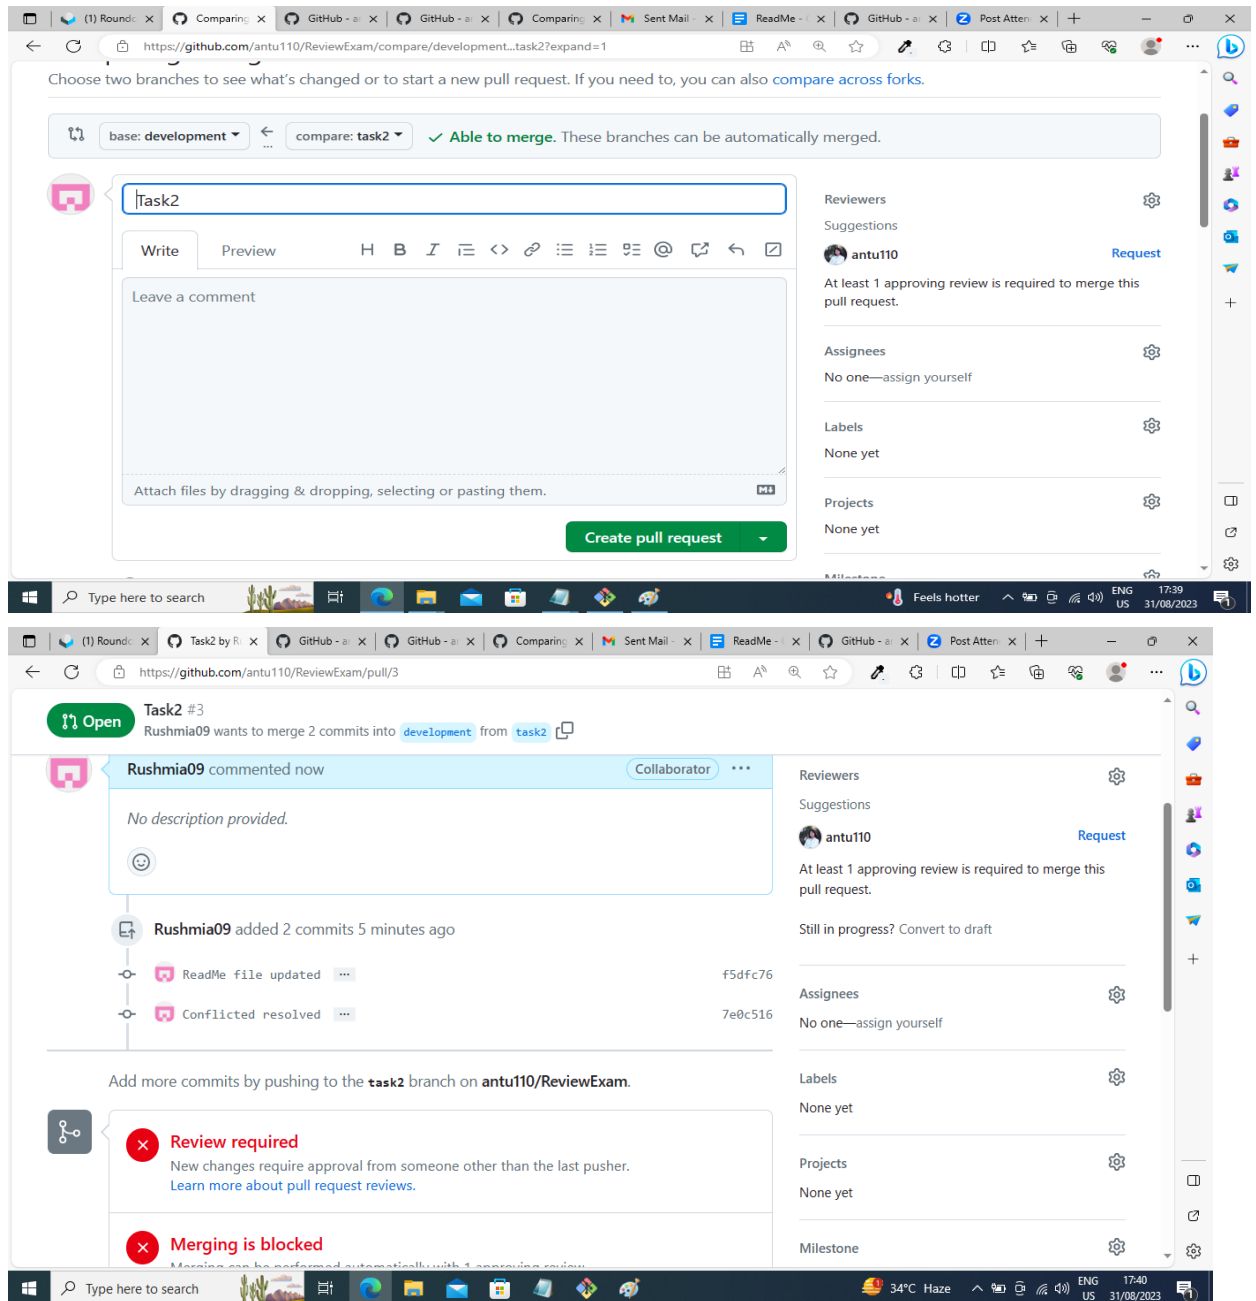 (1) Roundc
Comparing
GitHub - a
GitHub - a
Comparing
Sent Mail -
ReadMe -
GitHub - a
Post Atten
https://github.com/antu110/ReviewExam/compare/development...task2?expand=1
Choose two branches to see what's changed or to start a new pull request. If you need to, you can also compare across forks.
base: development
compare: task2
Able to merge. These branches can be automatically merged.
Task2
Write
Preview
Leave a comment
Attach files by dragging & dropping, selecting or pasting them.
Create pull request
Reviewers
Suggestions
antu110
Request
At least 1 approving review is required to merge this
pull request.
Assignees
No one—assign yourself
Labels
None yet
Projects
None yet
Milestone
Type here to search
Feels hotter
ENG
US
17:39
31/08/2023
(1) Roundc
Task2 by R
GitHub - a
GitHub - a
Comparing
Sent Mail -
ReadMe -
GitHub - a
Post Atten
https://github.com/antu110/ReviewExam/pull/3
Open
Task2 #3
Rushmia09 wants to merge 2 commits into development from task2
Rushmia09 commented now
Collaborator
No description provided.
Rushmia09 added 2 commits 5 minutes ago
ReadMe file updated ... f5dfc76
Conflicted resolved ... 7e0c516
Add more commits by pushing to the task2 branch on antu110/ReviewExam.
Review required
New changes require approval from someone other than the last pusher.
Learn more about pull request reviews.
Merging is blocked
Merging can be performed automatically with 1 approving review.
Reviewers
Suggestions
antu110
Request
At least 1 approving review is required to merge this
pull request.
Still in progress? Convert to draft
Assignees
No one—assign yourself
Labels
None yet
Projects
None yet
Milestone
Type here to search
34°C Haze
ENG
US
17:40
31/08/2023